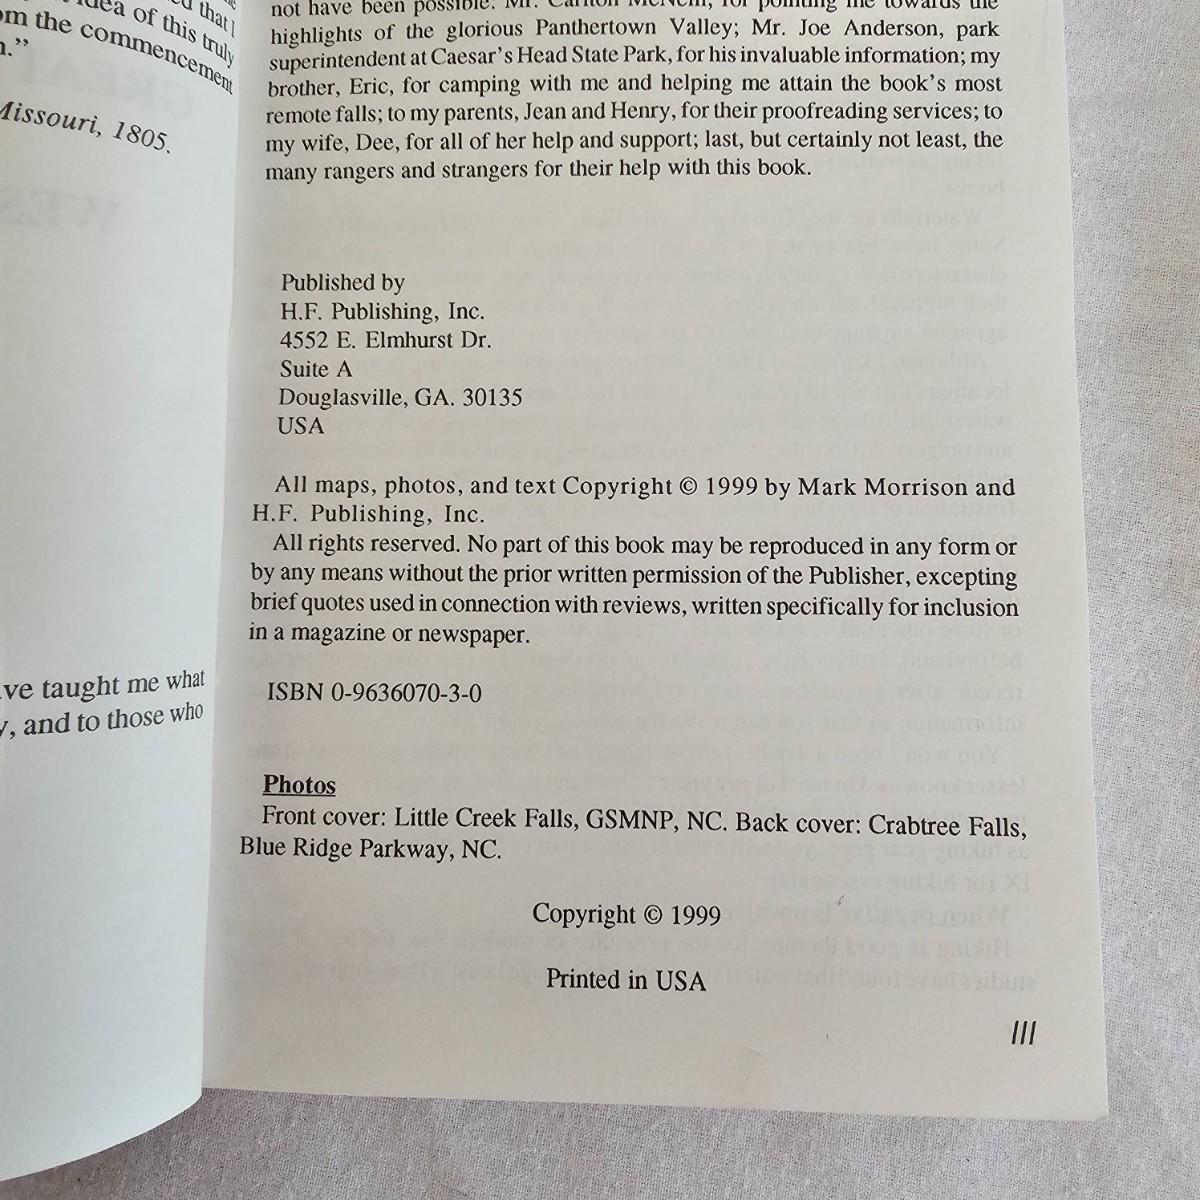 that I
idea of this truly
om the commencement
Missouri, 1805.
ve taught me what
, and to those who
not have been possible: Mr. Carlton McNeill, for pointing me towards the
highlights of the glorious Panthertown Valley; Mr. Joe Anderson, park
superintendent at Caesar's Head State Park, for his invaluable information; my
brother, Eric, for camping with me and helping me attain the book's most
remote falls; to my parents, Jean and Henry, for their proofreading services; to
my wife, Dee, for all of her help and support; last, but certainly not least, the
many rangers and strangers for their help with this book.
Published by
H.F. Publishing, Inc.
4552 E. Elmhurst Dr.
Suite A
Douglasville, GA. 30135
USA
All maps, photos, and text Copyright © 1999 by Mark Morrison and
H.F. Publishing, Inc.
All rights reserved. No part of this book may be reproduced in any form or
by any means without the prior written permission of the Publisher, excepting
brief quotes used in connection with reviews, written specifically for inclusion
in a magazine or newspaper.
ISBN 0-9636070-3-0
Photos
Front cover: Little Creek Falls, GSMNP, NC. Back cover: Crabtree Falls,
Blue Ridge Parkway, NC.
Copyright © 1999
Printed in USA
III